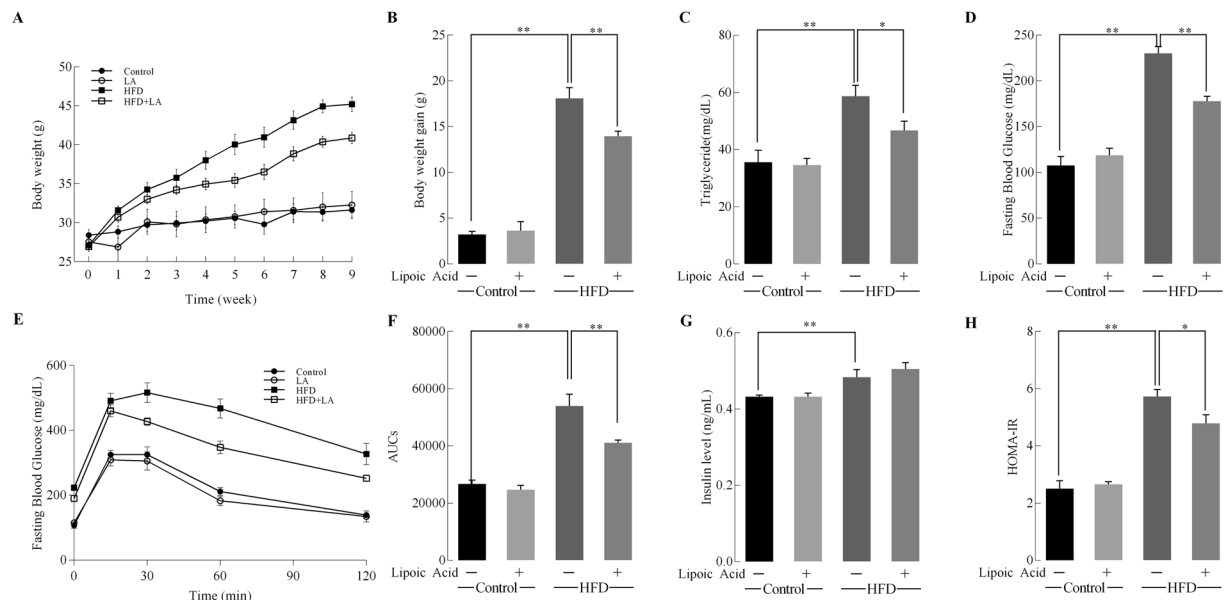 A
Control
LA
HFD
HFD+LA
Body weight (g)
50
45
40
35
30
25
0 1 2 3 4 5 6 7 8 9
Time (week)
B
** **
Body weight gain (g)
25
20
15
10
5
0
Lipoic Acid − + − +
Control HFD
C
** *
Triglyceride(mg/dL)
80
60
40
20
0
Lipoic Acid − + − +
Control HFD
D
** **
Fasting Blood Glucose (mg/dL)
250
200
150
100
50
0
Lipoic Acid − + − +
Control HFD
E
Control
LA
HFD
HFD+LA
Fasting Blood Glucose (mg/dL)
600
400
200
0
0 30 60 90 120
Time (min)
F
** **
AUCs
80000
60000
40000
20000
0
Lipoic Acid − + − +
Control HFD
G
**
Insulin level (ng/mL)
0.6
0.4
0.2
0.0
Lipoic Acid − + − +
Control HFD
H
** *
HOMA-IR
8
6
4
2
0
Lipoic Acid − + − +
Control HFD